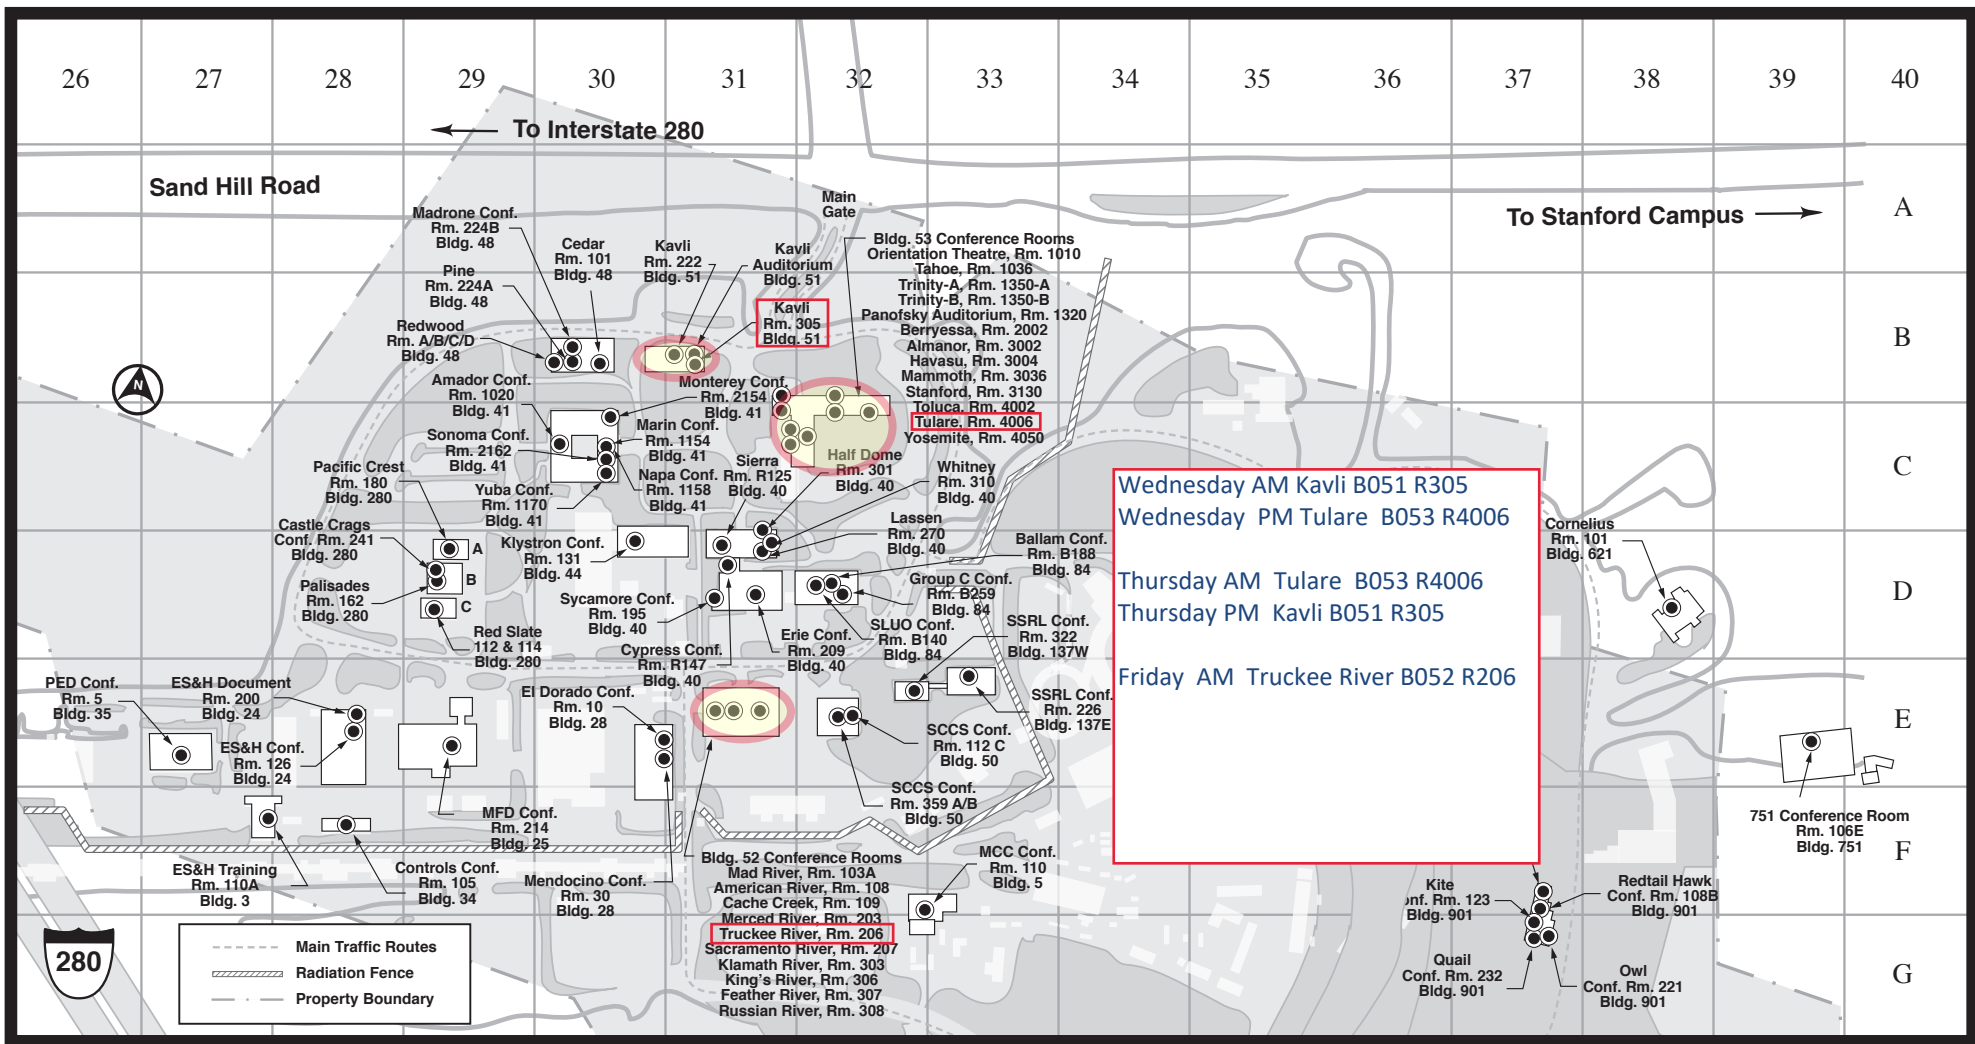 26 27 28 29 30 31 32 33 34 35 36 37 38 39 40
To Interstate 280
Sand Hill Road
To Stanford Campus
A
B
C
D
E
F
G
Main
Gate
Madrone Conf.
Rm. 224B
Bldg. 48
Cedar
Rm. 101
Bldg. 48
Kavli
Rm. 222
Bldg. 51
Kavli
Auditorium
Bldg. 51
Kavli
Rm. 305
Bldg. 51
Pine
Rm. 224A
Bldg. 48
Redwood
Rm. A/B/C/D
Bldg. 48
N
Bldg. 53 Conference Rooms
Orientation Theatre, Rm. 1010
Tahoe, Rm. 1036
Trinity-A, Rm. 1350-A
Trinity-B, Rm. 1350-B
Panofsky Auditorium, Rm. 1320
Berryessa, Rm. 2002
Almanor, Rm. 3002
Havasu, Rm. 3004
Mammoth, Rm. 3036
Stanford, Rm. 3130
Toluca, Rm. 4002
Tulare, Rm. 4006
Yosemite, Rm. 4050
Amador Conf.
Rm. 1020
Bldg. 41
Monterey Conf.
Rm. 2154
Bldg. 41
Sonoma Conf.
Rm. 2162
Bldg. 41
Marin Conf.
Rm. 1154
Bldg. 41
Napa Conf.
Rm. 1158
Bldg. 41
Yuba Conf.
Rm. 1170
Bldg. 41
Sierra
Rm. R125
Bldg. 40
Half Dome
Rm. 301
Bldg. 40
Whitney
Rm. 310
Bldg. 40
Lassen
Rm. 270
Bldg. 40
Pacific Crest
Rm. 180
Bldg. 280
Castle Crags
Conf. Rm. 241
Bldg. 280
Palisades
Rm. 162
Bldg. 280
A
B
C
Red Slate
112 & 114
Bldg. 280
Klystron Conf.
Rm. 131
Bldg. 44
Sycamore Conf.
Rm. 195
Bldg. 40
Cypress Conf.
Rm. R147
Bldg. 40
Erie Conf.
Rm. 209
Bldg. 40
Ballam Conf.
Rm. B188
Bldg. 84
Group C Conf.
Rm. B259
Bldg. 84
SLUO Conf.
Rm. B140
Bldg. 84
SSRL Conf.
Rm. 322
Bldg. 137W
SSRL Conf.
Rm. 226
Bldg. 137E
Wednesday AM Kavli B051 R305
Wednesday PM Tulare B053 R4006
Thursday AM Tulare B053 R4006
Thursday PM Kavli B051 R305
Friday AM Truckee River B052 R206
Cornelius
Rm. 101
Bldg. 621
PED Conf.
Rm. 5
Bldg. 35
ES&H Document
Rm. 200
Bldg. 24
ES&H Conf.
Rm. 126
Bldg. 24
El Dorado Conf.
Rm. 10
Bldg. 28
SCCS Conf.
Rm. 112 C
Bldg. 50
SCCS Conf.
Rm. 359 A/B
Bldg. 50
MFD Conf.
Rm. 214
Bldg. 25
ES&H Training
Rm. 110A
Bldg. 3
Controls Conf.
Rm. 105
Bldg. 34
Mendocino Conf.
Rm. 30
Bldg. 28
Bldg. 52 Conference Rooms
Mad River, Rm. 103A
American River, Rm. 108
Cache Creek, Rm. 109
Merced River, Rm. 203
Truckee River, Rm. 206
Sacramento River, Rm. 207
Klamath River, Rm. 303
King's River, Rm. 306
Feather River, Rm. 307
Russian River, Rm. 308
MCC Conf.
Rm. 110
Bldg. 5
751 Conference Room
Rm. 106E
Bldg. 751
Kite
onf. Rm. 123
Bldg. 901
Redtail Hawk
Conf. Rm. 108B
Bldg. 901
Quail
Conf. Rm. 232
Bldg. 901
Owl
Conf. Rm. 221
Bldg. 901
280
Main Traffic Routes
Radiation Fence
Property Boundary